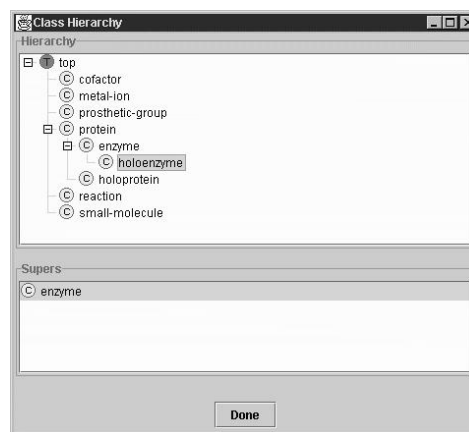 Class Hierarchy
Hierarchy
T top
C cofactor
C metal-ion
C prosthetic-group
C protein
C enzyme
C holoenzyme
C holoprotein
C reaction
C small-molecule
Supers
C enzyme
Done